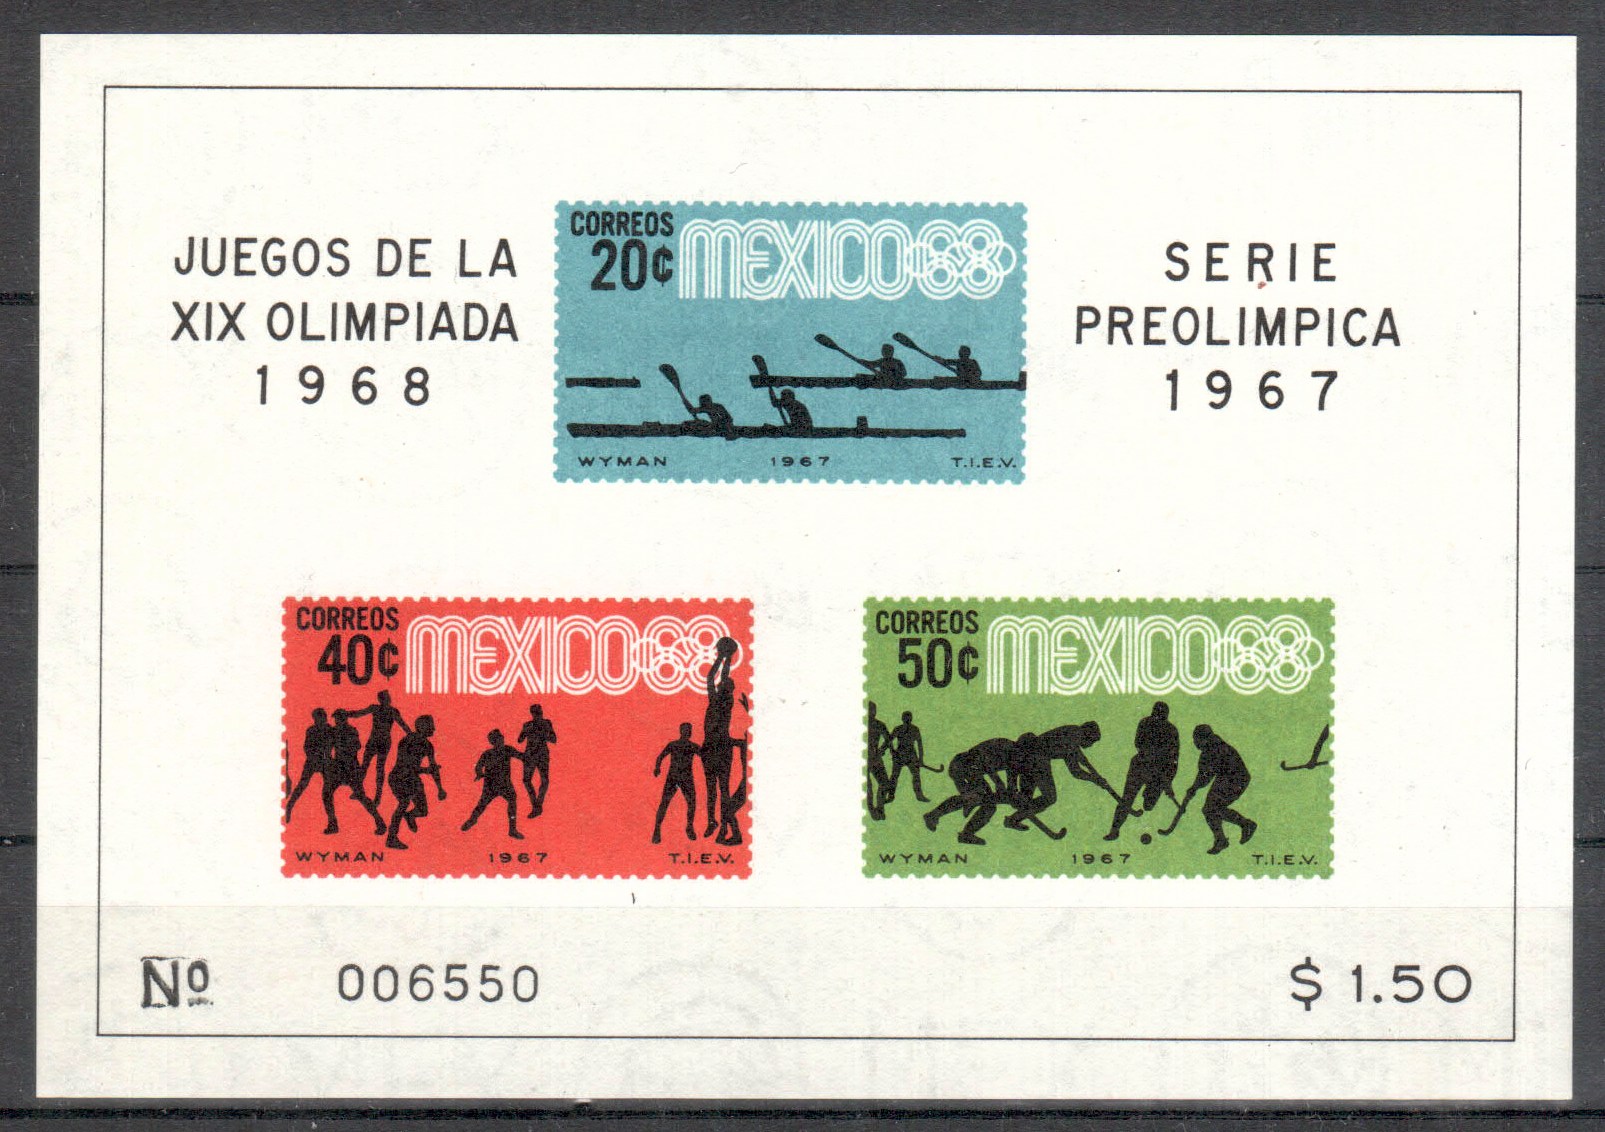 JUEGOS DE LA
XIX OLIMPIADA
1968
SERIE
PREOLIMPICA
1967
CORREOS
20¢ MEXICO68
WYMAN 1967 T.I.E.V.
CORREOS
40¢ MEXICO68
WYMAN 1967 T.I.E.V.
CORREOS
50¢ MEXICO68
WYMAN 1967 T.I.E.V.
Nº 006550
$ 1.50